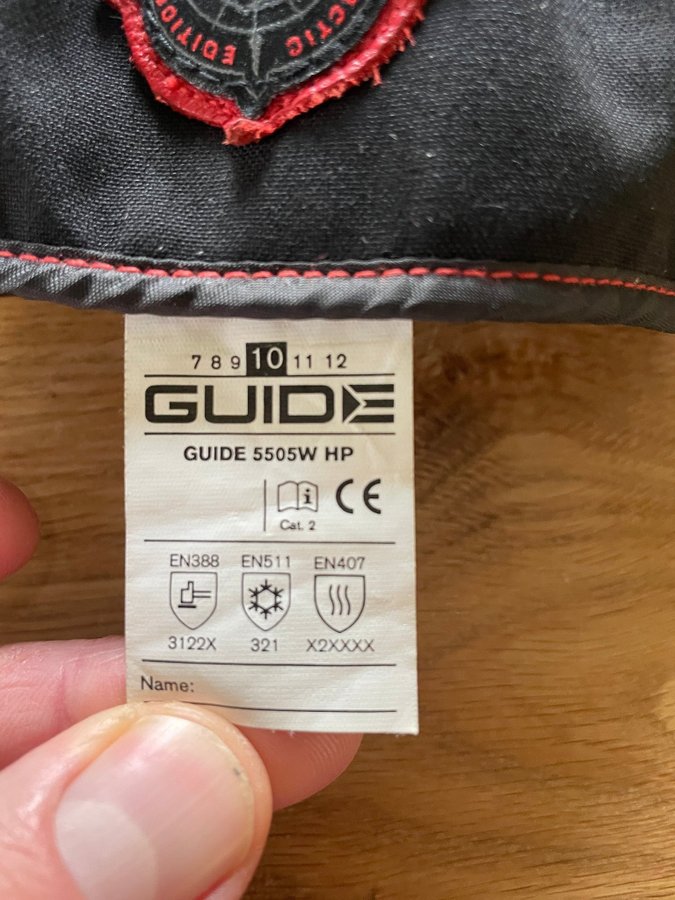 EDITION
7 8 9 10 11 12
GUIDE
GUIDE 5505W HP
i CE
Cat. 2
EN388 EN511 EN407
3122X 321 X2XXXX
Name: